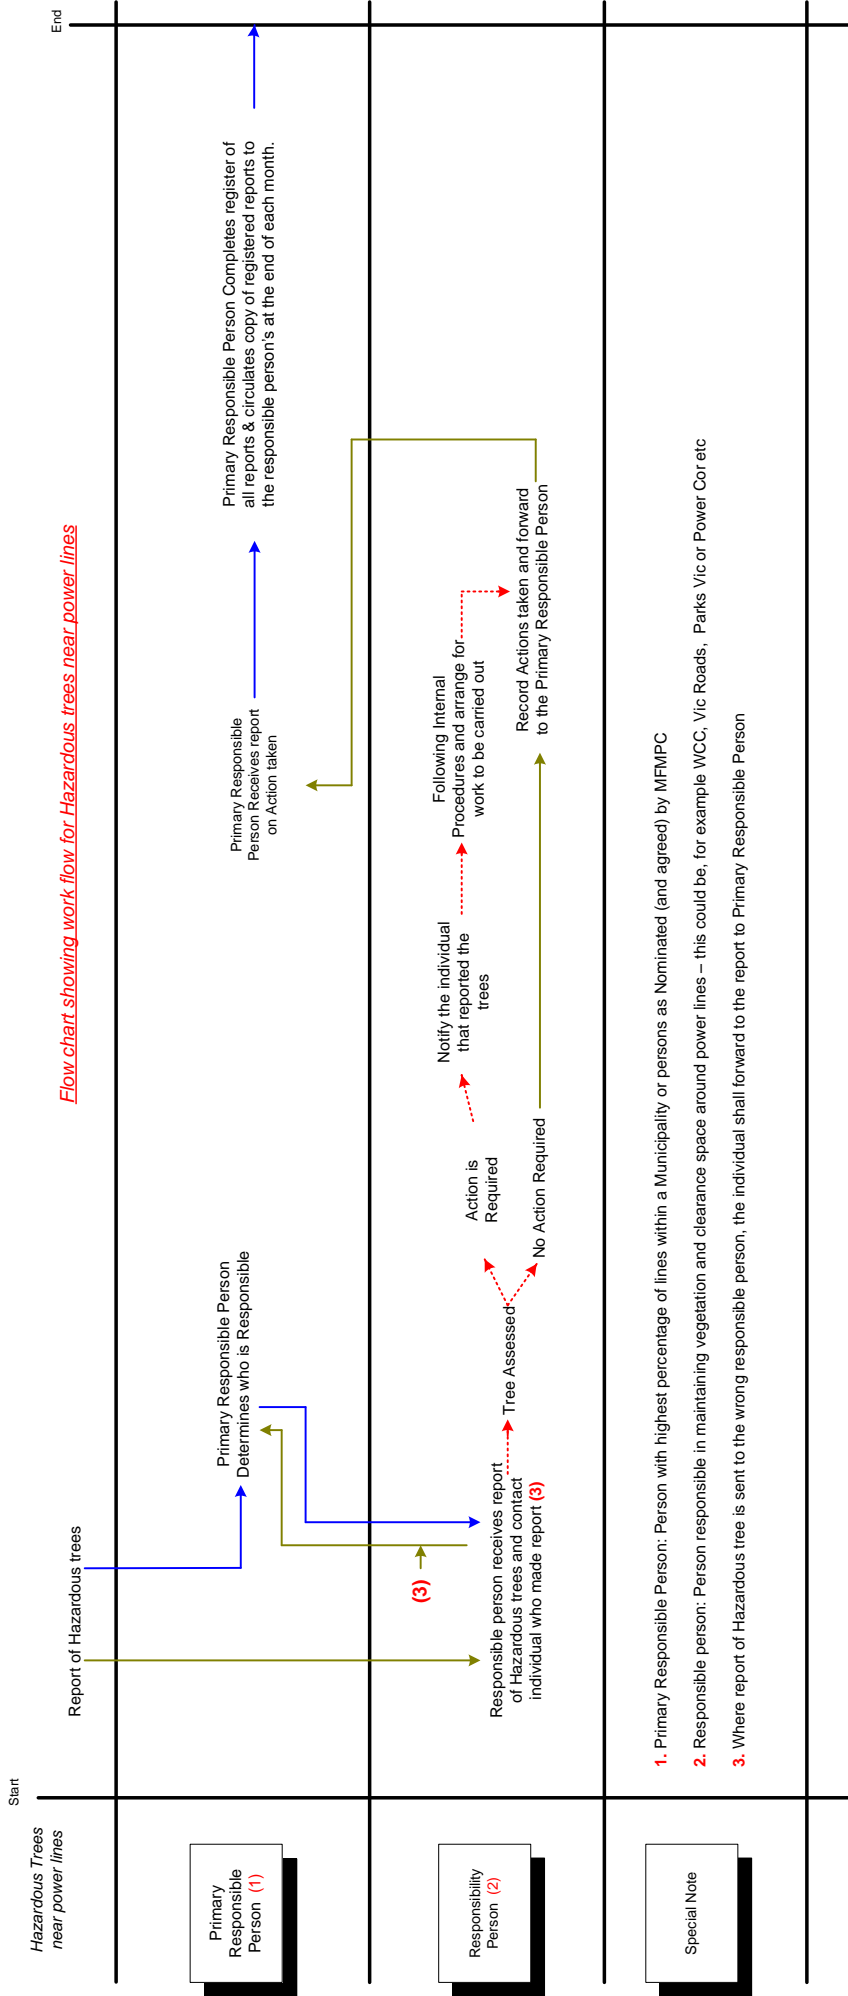 Flow chart showing work flow for Hazardous trees near power lines
Start
End
Hazardous Trees
near power lines
Report of Hazardous trees
Primary
Responsible
Person (1)
Primary Responsible Person
Determines who is Responsible
Primary Responsible
Person Receives report
on Action taken
Primary Responsible Person Completes register of
all reports & circulates copy of registered reports to
the responsible person's at the end of each month.
Responsibility
Person (2)
(3)
Responsible person receives report
of Hazardous trees and contact
individual who made report (3)
Tree Assessed
Action is
Required
No Action Required
Notify the individual
that reported the
trees
Following Internal
Procedures and arrange for
work to be carried out
Record Actions taken and forward
to the Primary Responsible Person
Special Note
1. Primary Responsible Person: Person with highest percentage of lines within a Municipality or persons as Nominated (and agreed) by MFMPC
2. Responsible person: Person responsible in maintaining vegetation and clearance space around power lines – this could be, for example WCC, Vic Roads, Parks Vic or Power Cor etc
3. Where report of Hazardous tree is sent to the wrong responsible person, the individual shall forward to the report to Primary Responsible Person